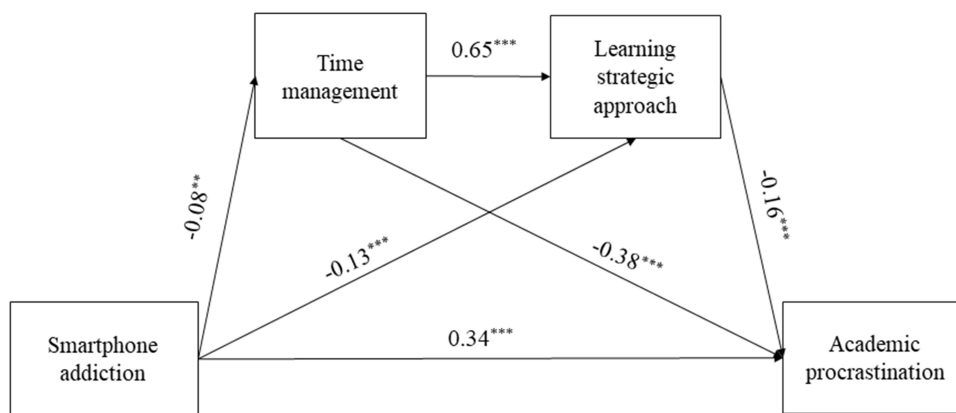 Time
management
0.65***
Learning
strategic
approach
-0.08**
-0.13***
-0.38***
-0.16***
Smartphone
addiction
0.34***
Academic
procrastination